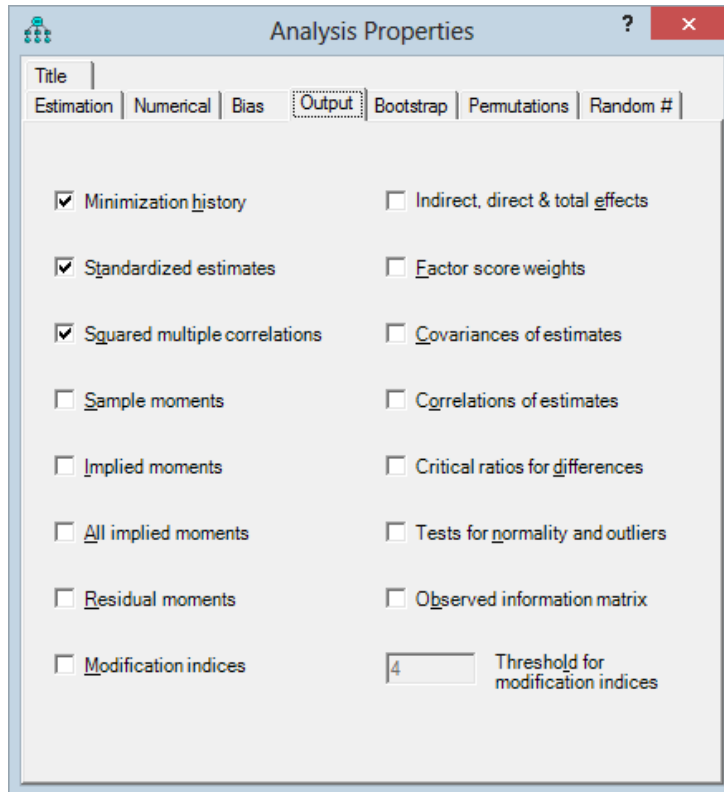 Analysis Properties
?
×
Title
Estimation
Numerical
Bias
Output
Bootstrap
Permutations
Random #
Minimization history
Standardized estimates
Squared multiple correlations
Sample moments
Implied moments
All implied moments
Residual moments
Modification indices
Indirect, direct & total effects
Factor score weights
Covariances of estimates
Correlations of estimates
Critical ratios for differences
Tests for normality and outliers
Observed information matrix
4
Threshold for
modification indices